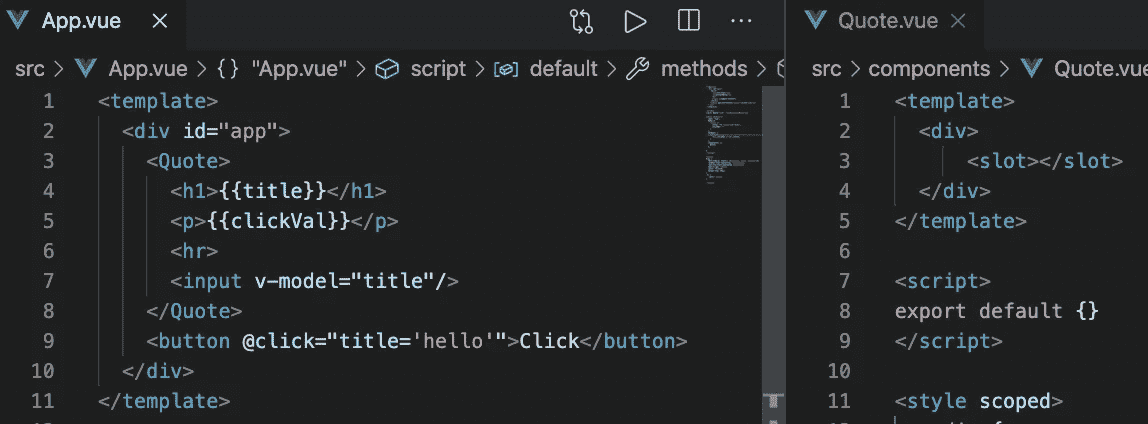 App.vue
src > App.vue > {} "App.vue" > script > default > methods >
1 <template>
2 <div id="app">
3 <Quote>
4 <h1>{{title}}</h1>
5 <p>{{clickVal}}</p>
6 <hr>
7 <input v-model="title"/>
8 </Quote>
9 <button @click="title='hello'">Click</button>
10 </div>
11 </template>
Quote.vue
src > components > Quote.vue
1 <template>
2 <div>
3 <slot></slot>
4 </div>
5 </template>
6
7 <script>
8 export default {}
9 </script>
10
11 <style scoped>